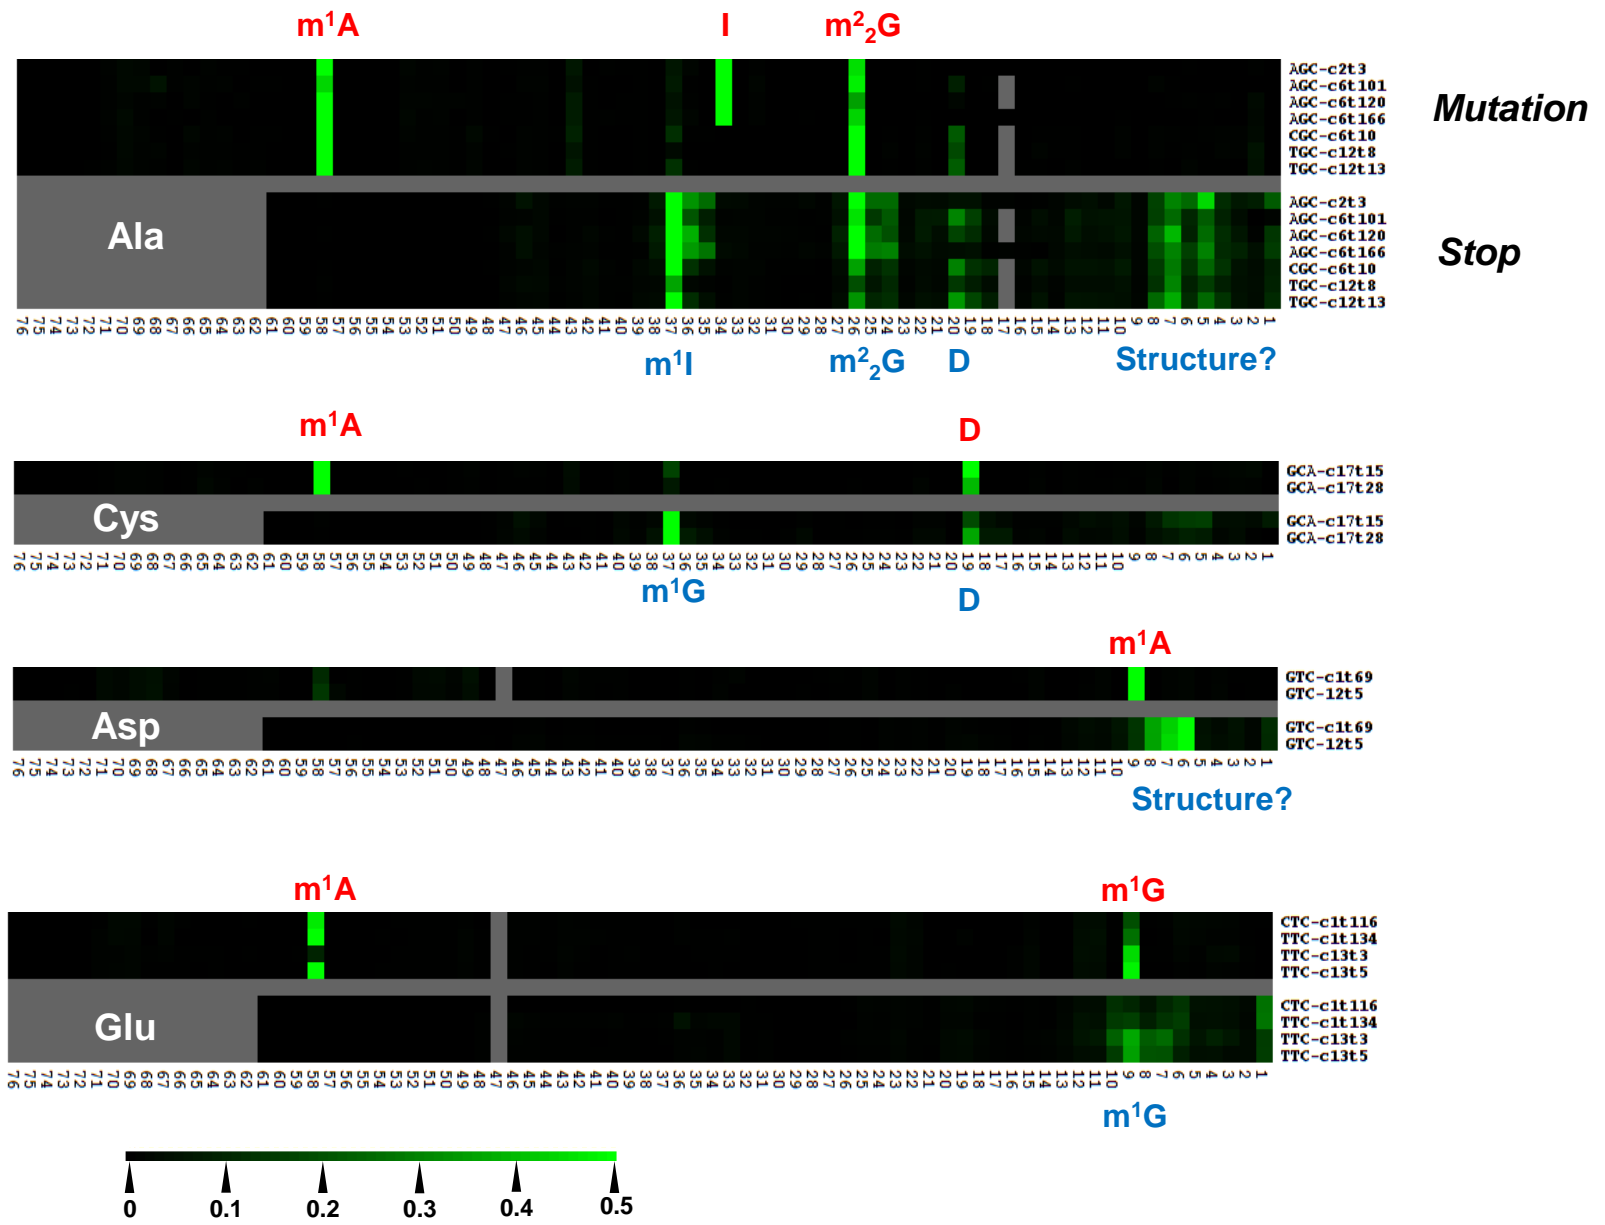 m¹A I m²₂G
AGC-c2t3
AGC-c6t101
AGC-c6t120
AGC-c6t166
CGC-c6t10
TGC-c12t8
TGC-c12t13
Mutation
Ala
AGC-c2t3
AGC-c6t101
AGC-c6t120
AGC-c6t166
CGC-c6t10
TGC-c12t8
TGC-c12t13
Stop
76 75 74 73 72 71 70 69 68 67 66 65 64 63 62 61 60 59 58 57 56 55 54 53 52 51 50 49 48 47 46 45 44 43 42 41 40 39 38 37 36 35 34 33 32 31 30 29 28 27 26 25 24 23 22 21 20 19 18 17 16 15 14 13 12 11 10 9 8 7 6 5 4 3 2 1
m¹I m²₂G D Structure?
m¹A D
GCA-c17t15
GCA-c17t28
Cys
GCA-c17t15
GCA-c17t28
76 75 74 73 72 71 70 69 68 67 66 65 64 63 62 61 60 59 58 57 56 55 54 53 52 51 50 49 48 47 46 45 44 43 42 41 40 39 38 37 36 35 34 33 32 31 30 29 28 27 26 25 24 23 22 21 20 19 18 17 16 15 14 13 12 11 10 9 8 7 6 5 4 3 2 1
m¹G D
m¹A
GTC-c1t69
GTC-12t5
Asp
GTC-c1t69
GTC-12t5
76 75 74 73 72 71 70 69 68 67 66 65 64 63 62 61 60 59 58 57 56 55 54 53 52 51 50 49 48 47 46 45 44 43 42 41 40 39 38 37 36 35 34 33 32 31 30 29 28 27 26 25 24 23 22 21 20 19 18 17 16 15 14 13 12 11 10 9 8 7 6 5 4 3 2 1
Structure?
m¹A m¹G
CTC-c1t116
TTC-c1t134
TTC-c13t3
TTC-c13t5
Glu
CTC-c1t116
TTC-c1t134
TTC-c13t3
TTC-c13t5
76 75 74 73 72 71 70 69 68 67 66 65 64 63 62 61 60 59 58 57 56 55 54 53 52 51 50 49 48 47 46 45 44 43 42 41 40 39 38 37 36 35 34 33 32 31 30 29 28 27 26 25 24 23 22 21 20 19 18 17 16 15 14 13 12 11 10 9 8 7 6 5 4 3 2 1
m¹G
0 0.1 0.2 0.3 0.4 0.5